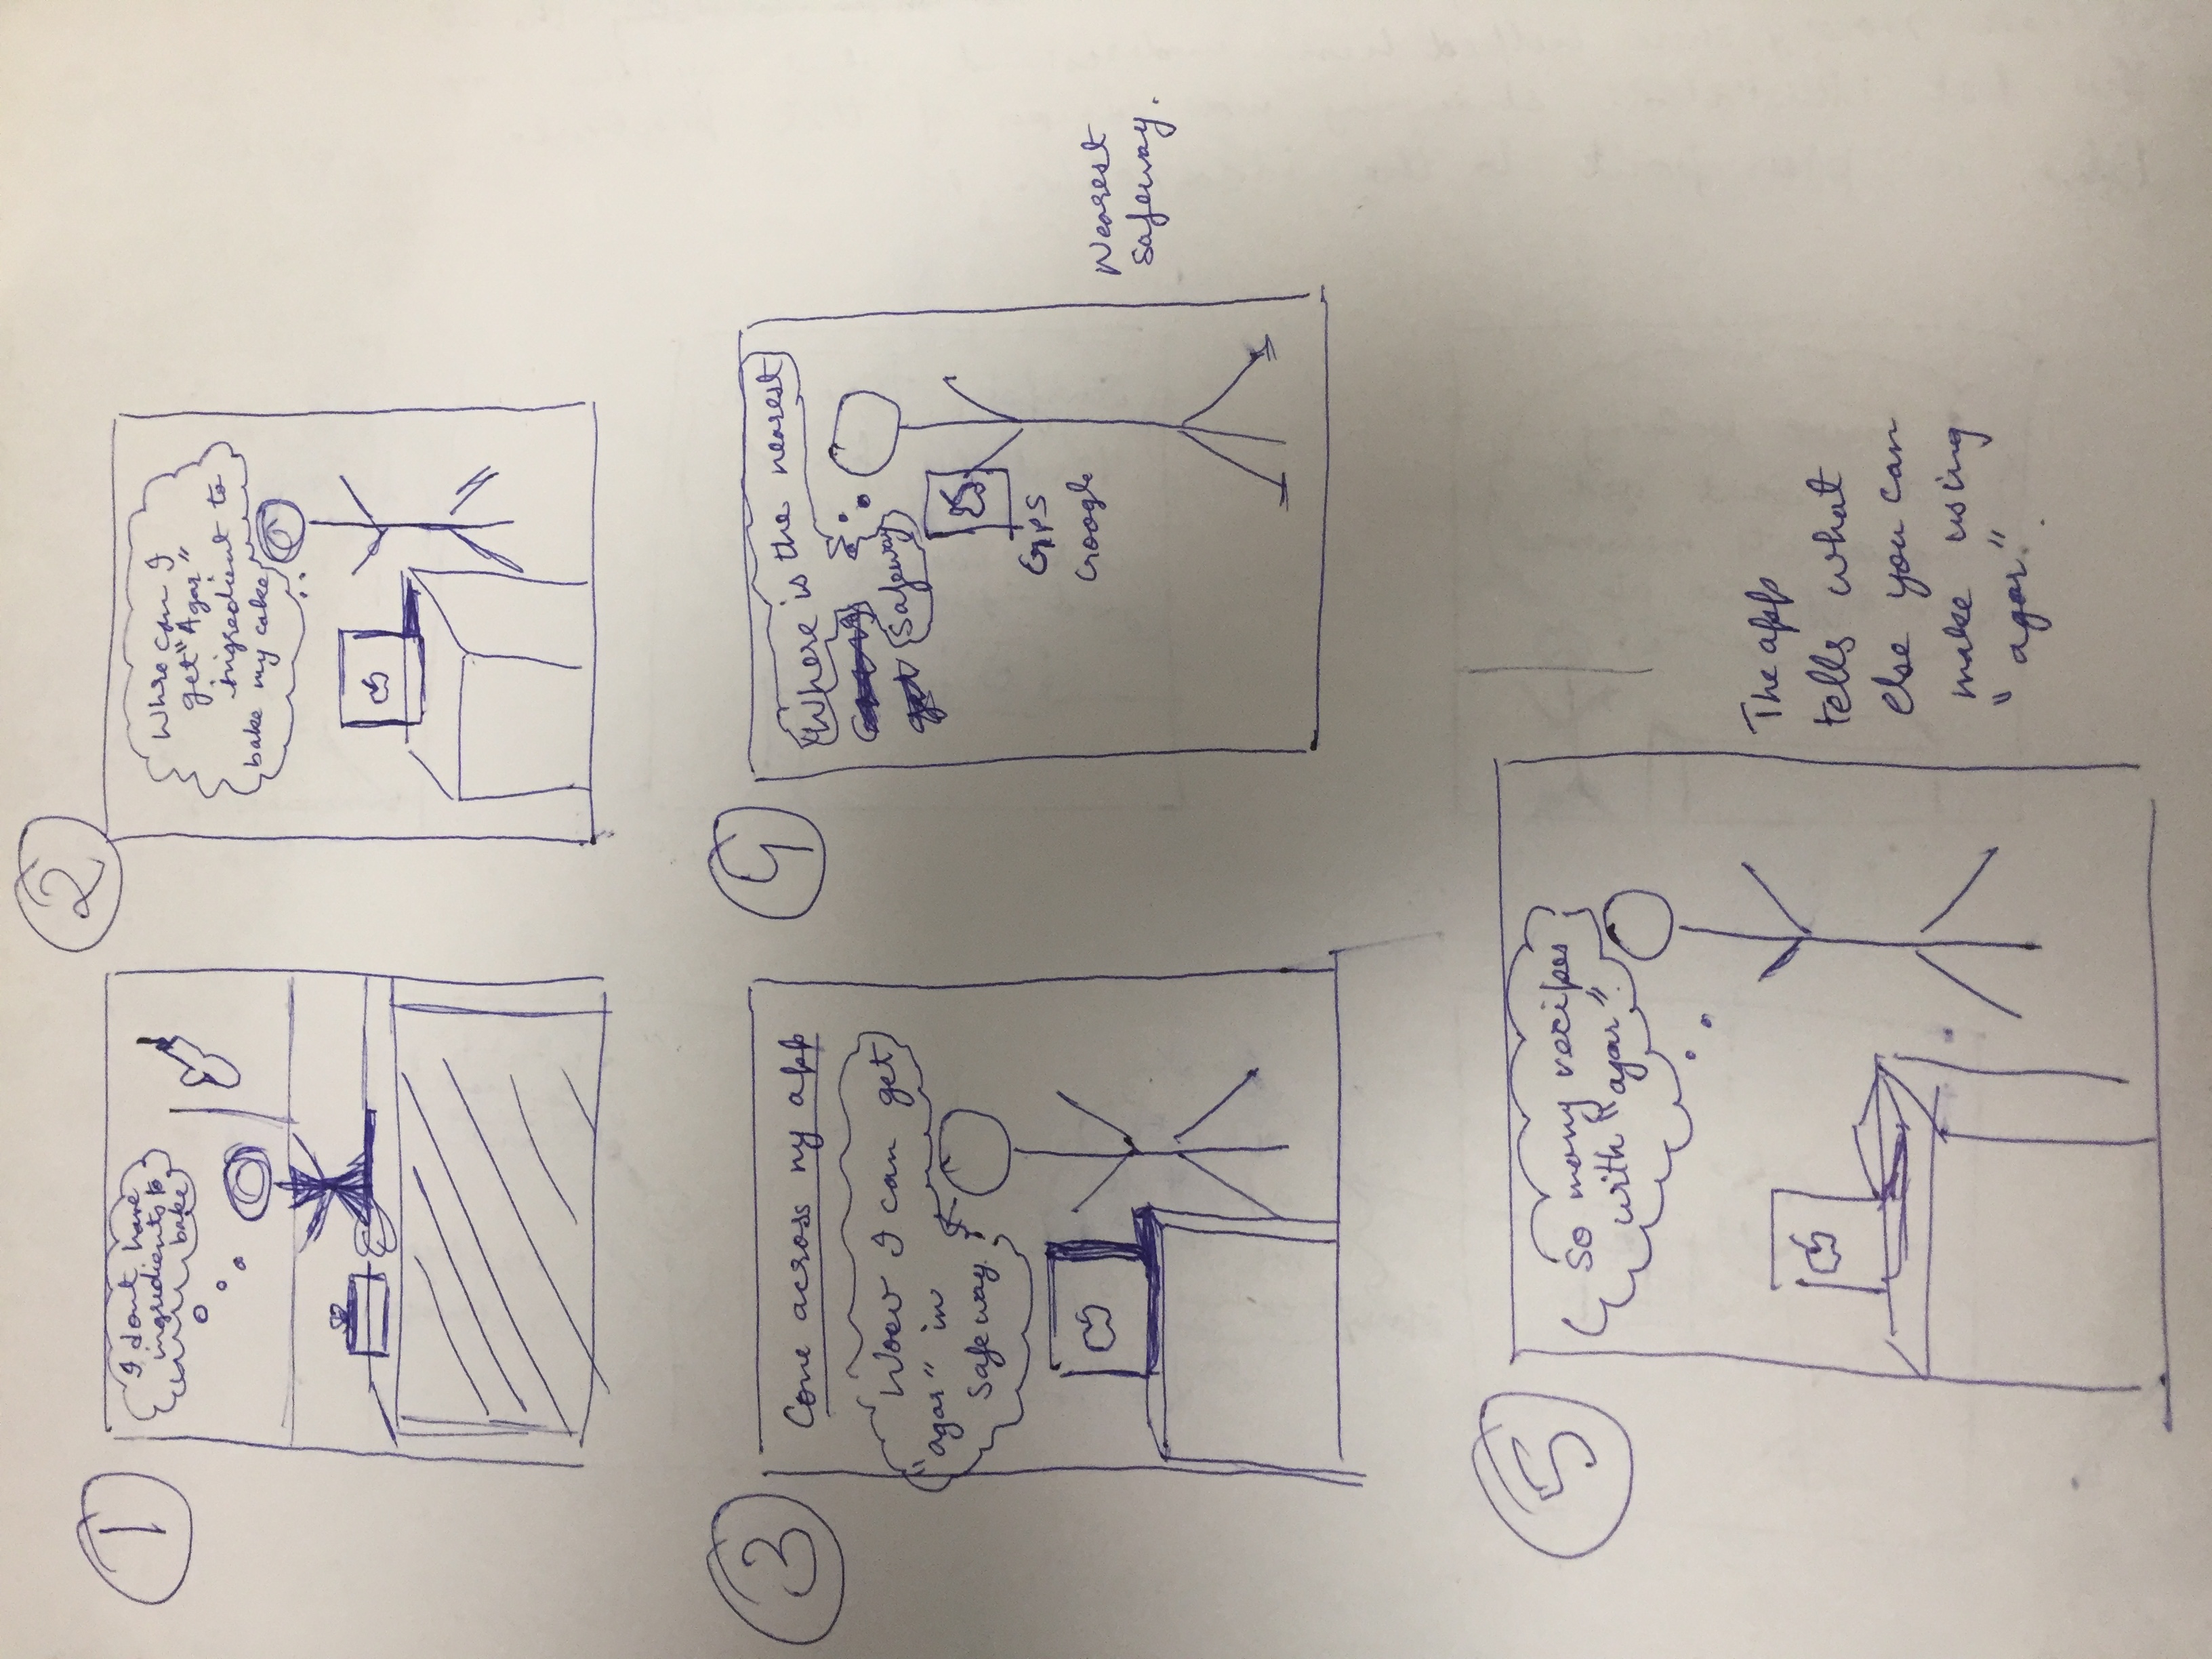 1
I dont have
ingredients to
bake
2
Where can I
get "Agar"
ingredient to
bake my cake
3
Come across my app
"Wow I can get
"agar" in
Safeway.
4
"Where is the nearest
Safeway
GPS
Google
Nearest
Safeway.
5
So many recipes
with "agar".
The app
tells what
else you can
make using
"agar".